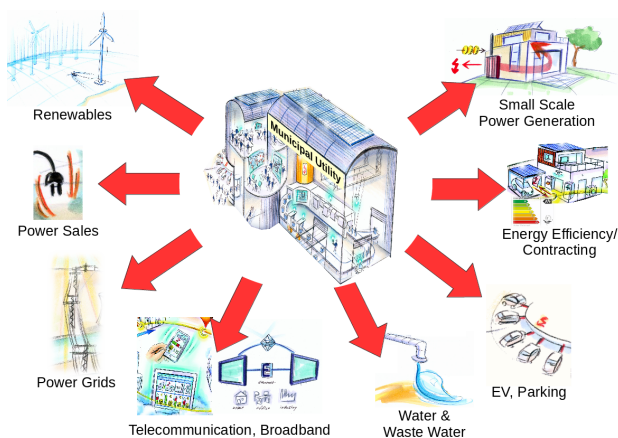 Municipal Utility
Renewables
Small Scale
Power Generation
Power Sales
Energy Efficiency/
Contracting
Power Grids
EV, Parking
Telecommunication, Broadband
Water &
Waste Water